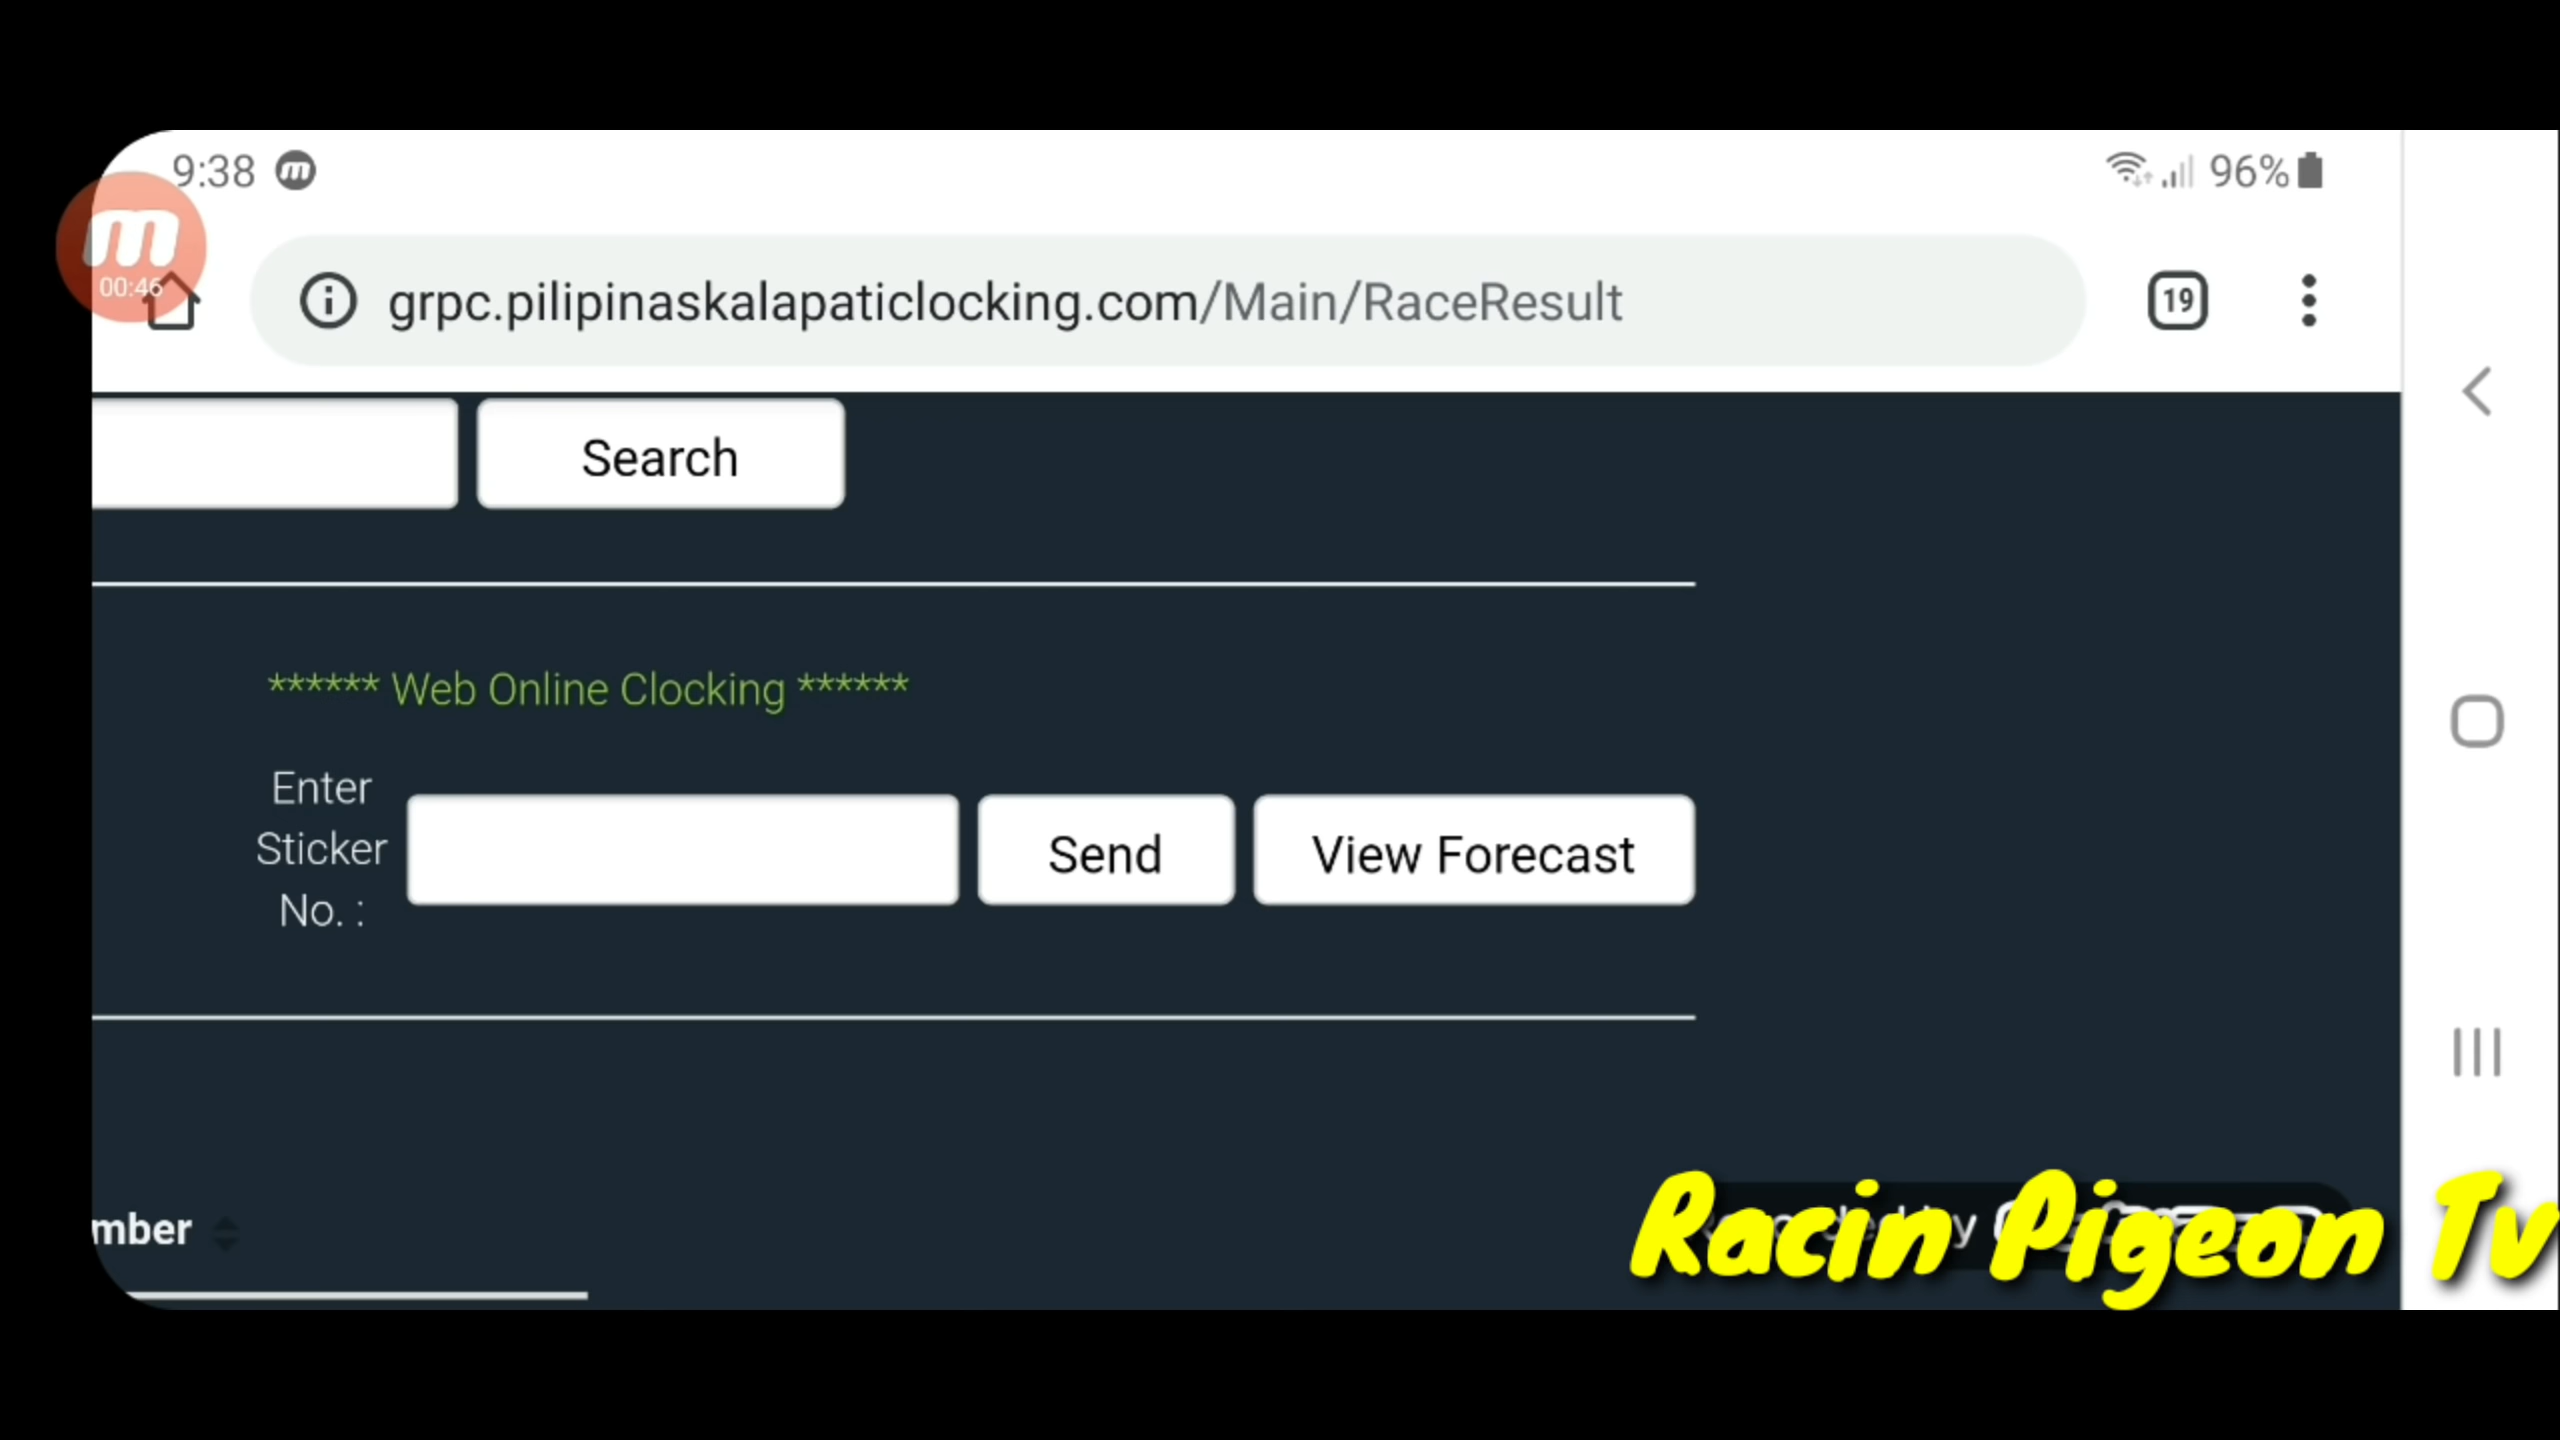 9:38 m 96%
m
00:46
grpc.pilipinaskalapaticlocking.com/Main/RaceResult 19
Search
****** Web Online Clocking ******
Enter
Sticker
No. :
Send
View Forecast
mber
Racin Pigeon Tv